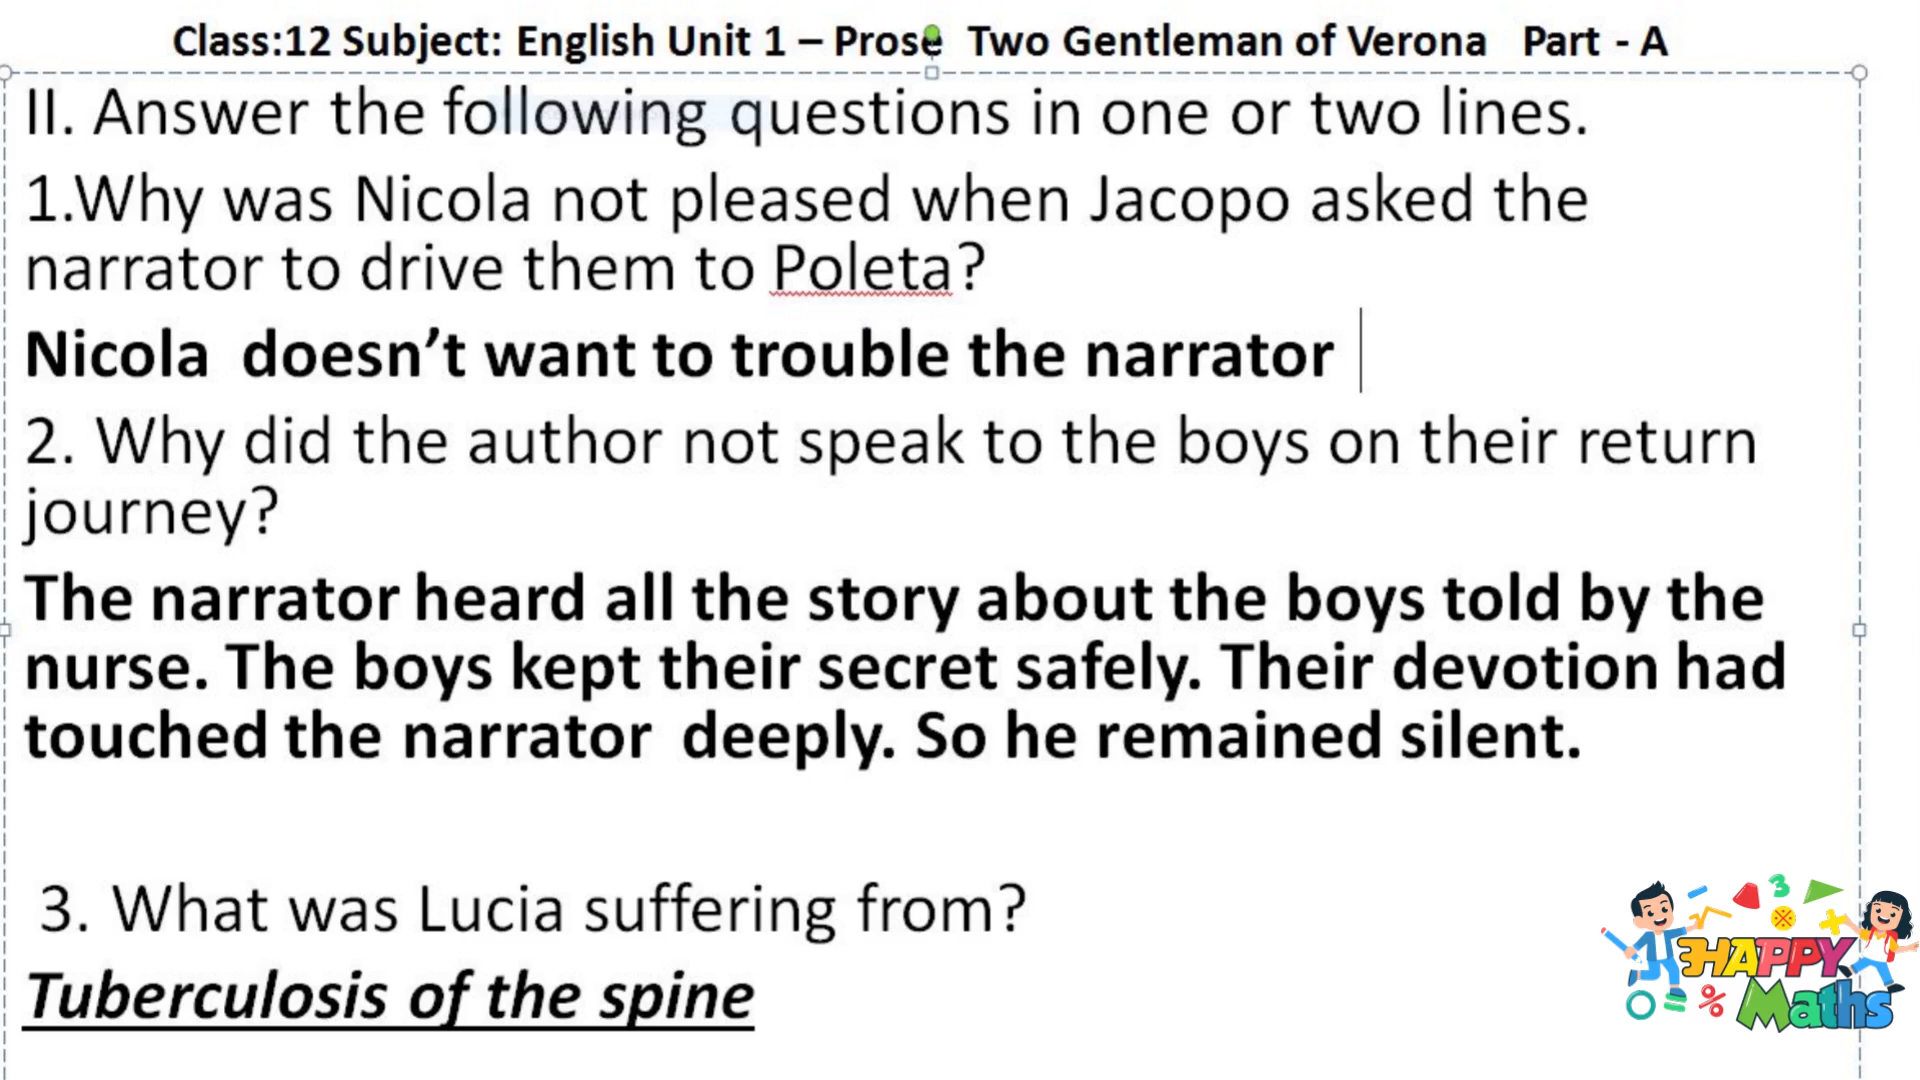 Class:12 Subject: English Unit 1 – Prose Two Gentleman of Verona Part - A
II. Answer the following questions in one or two lines.
1.Why was Nicola not pleased when Jacopo asked the
narrator to drive them to Poleta?
Nicola doesn’t want to trouble the narrator
2. Why did the author not speak to the boys on their return
journey?
The narrator heard all the story about the boys told by the
nurse. The boys kept their secret safely. Their devotion had
touched the narrator deeply. So he remained silent.
3. What was Lucia suffering from?
Tuberculosis of the spine
3
HAPPY
Maths
%